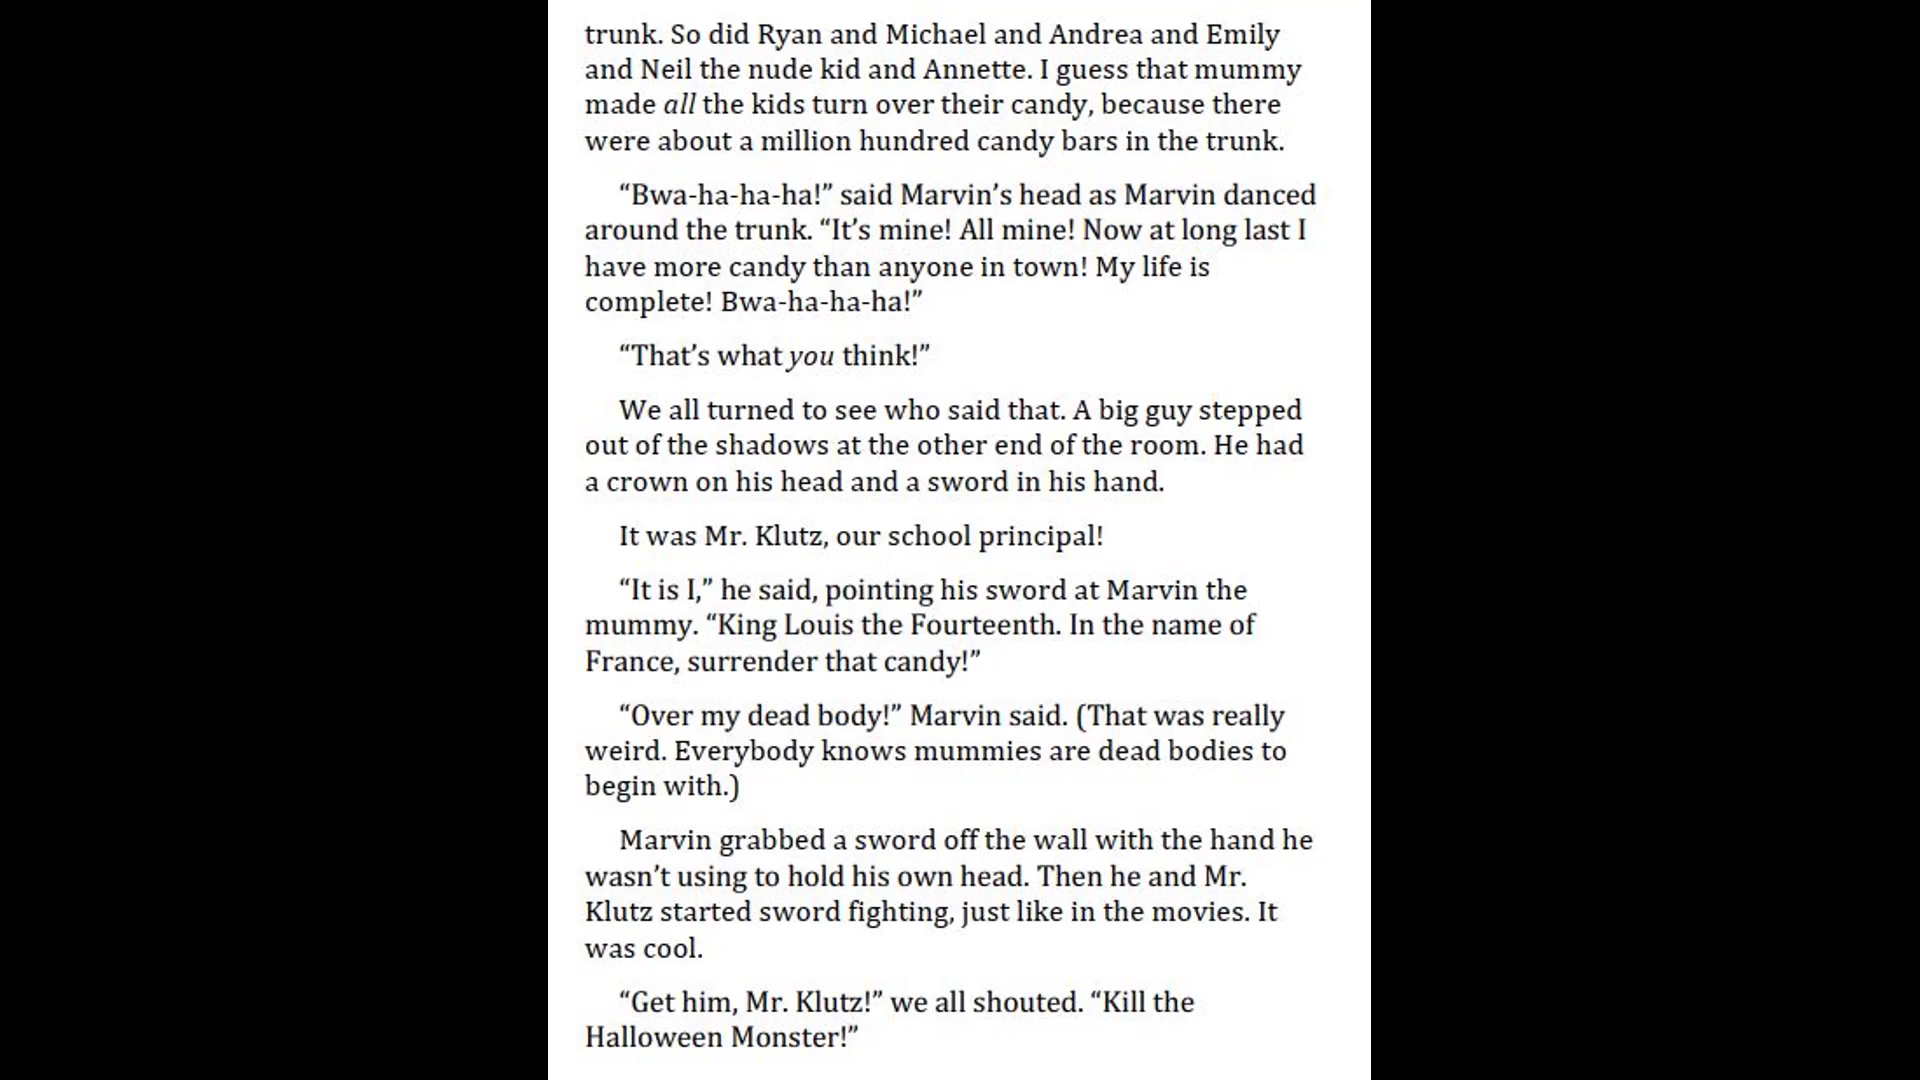 trunk. So did Ryan and Michael and Andrea and Emily
and Neil the nude kid and Annette. I guess that mummy
made all the kids turn over their candy, because there
were about a million hundred candy bars in the trunk.
“Bwa-ha-ha-ha!” said Marvin’s head as Marvin danced
around the trunk. “It’s mine! All mine! Now at long last I
have more candy than anyone in town! My life is
complete! Bwa-ha-ha-ha!”
“That’s what you think!”
We all turned to see who said that. A big guy stepped
out of the shadows at the other end of the room. He had
a crown on his head and a sword in his hand.
It was Mr. Klutz, our school principal!
“It is I,” he said, pointing his sword at Marvin the
mummy. “King Louis the Fourteenth. In the name of
France, surrender that candy!”
“Over my dead body!” Marvin said. (That was really
weird. Everybody knows mummies are dead bodies to
begin with.)
Marvin grabbed a sword off the wall with the hand he
wasn’t using to hold his own head. Then he and Mr.
Klutz started sword fighting, just like in the movies. It
was cool.
“Get him, Mr. Klutz!” we all shouted. “Kill the
Halloween Monster!”